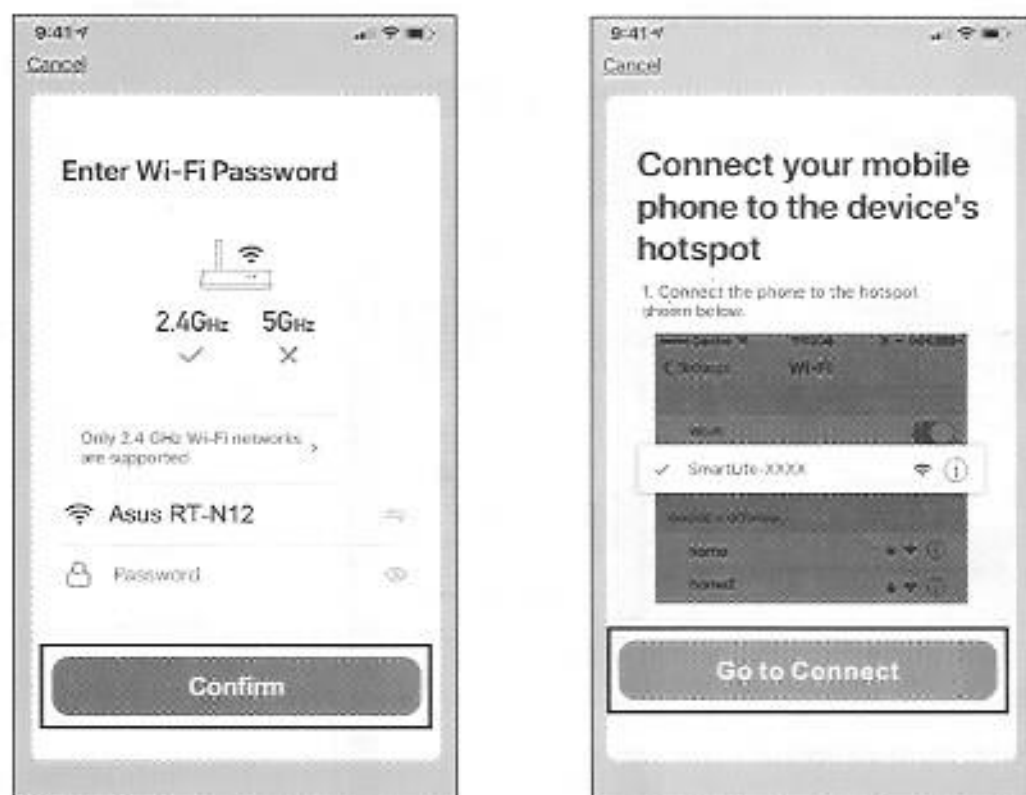 9:41
Cancel
Enter Wi-Fi Password
2.4GHz 5GHz
Only 2.4 GHz Wi-Fi networks
are supported
Asus RT-N12
Password
Confirm
9:41
Cancel
Connect your mobile
phone to the device's
hotspot
1. Connect the phone to the hotspot
shown below.
Wi-Fi
SmartLife-XXXX
home
home2
Go to Connect